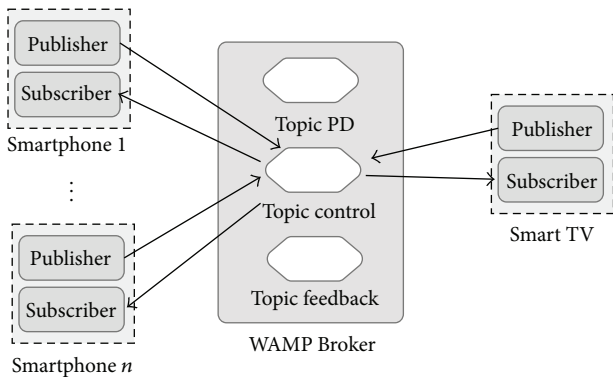 Publisher
Subscriber
Smartphone 1
⋮
Publisher
Subscriber
Smartphone n
Topic PD
Topic control
Topic feedback
WAMP Broker
Publisher
Subscriber
Smart TV